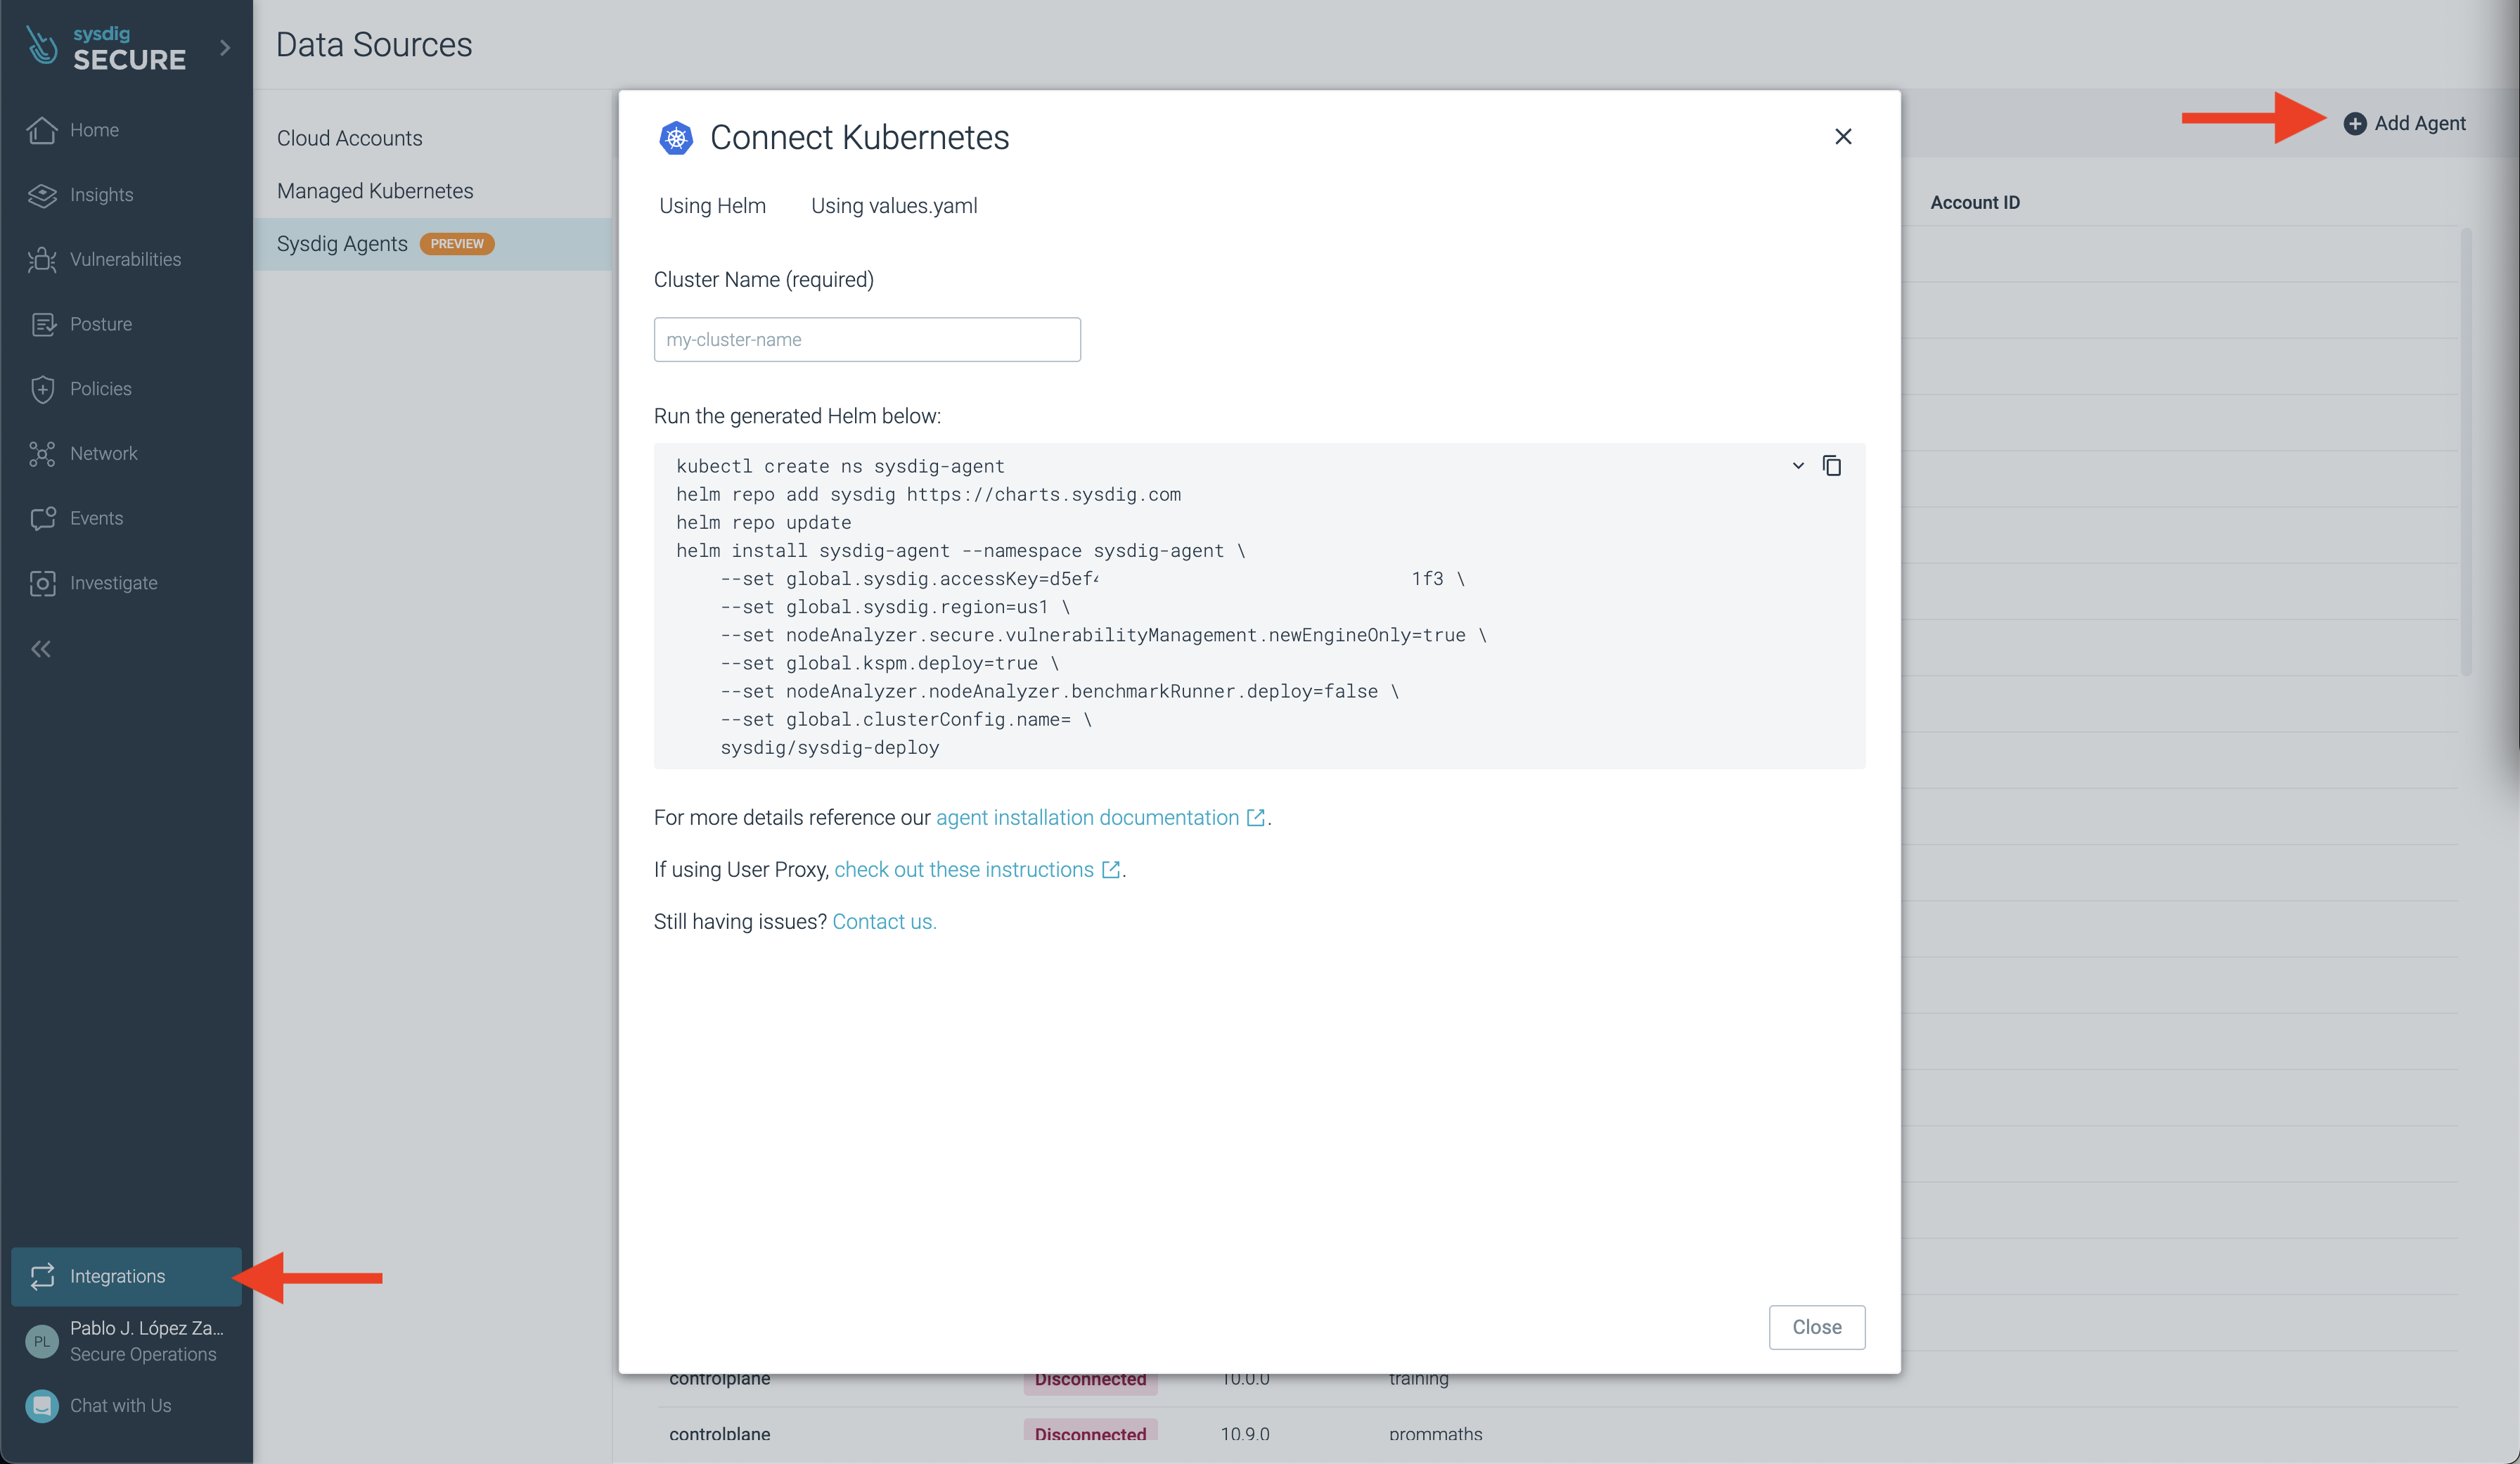 sysdig
SECURE
Home
Insights
Vulnerabilities
Posture
Policies
Network
Events
Investigate
Integrations
PL
Pablo J. López Za...
Secure Operations
Chat with Us
Data Sources
Cloud Accounts
Managed Kubernetes
Sysdig Agents PREVIEW
Add Agent
Account ID
Connect Kubernetes
Using Helm Using values.yaml
Cluster Name (required)
my-cluster-name
Run the generated Helm below:
kubectl create ns sysdig-agent
helm repo add sysdig https://charts.sysdig.com
helm repo update
helm install sysdig-agent --namespace sysdig-agent \
--set global.sysdig.accessKey=d5ef 1f3 \
--set global.sysdig.region=us1 \
--set nodeAnalyzer.secure.vulnerabilityManagement.newEngineOnly=true \
--set global.kspm.deploy=true \
--set nodeAnalyzer.nodeAnalyzer.benchmarkRunner.deploy=false \
--set global.clusterConfig.name= \
sysdig/sysdig-deploy
For more details reference our agent installation documentation.
If using User Proxy, check out these instructions.
Still having issues? Contact us.
Close
controlplane Disconnected 10.0.0 training
controlplane Disconnected 10.9.0 prommaths